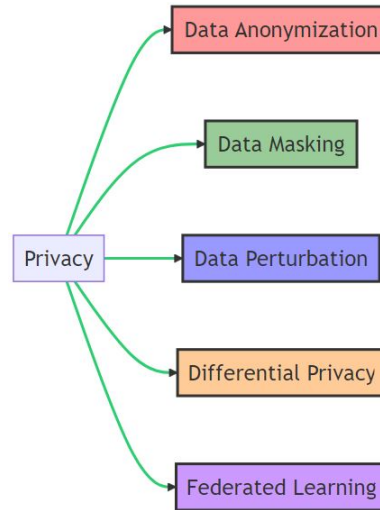 Data Anonymization
Data Masking
Privacy
Data Perturbation
Differential Privacy
Federated Learning